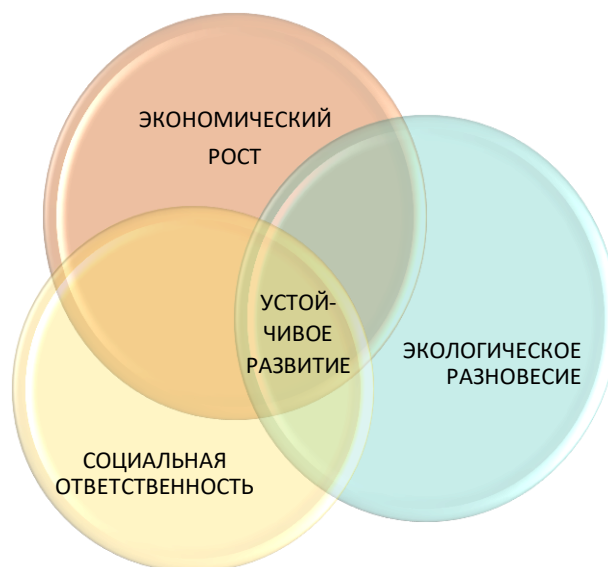 ЭКОНОМИЧЕСКИЙ
РОСТ
УСТОЙ-
ЧИВОЕ
РАЗВИТИЕ
ЭКОЛОГИЧЕСКОЕ
РАЗНОВЕСИЕ
СОЦИАЛЬНАЯ
ОТВЕТСТВЕННОСТЬ